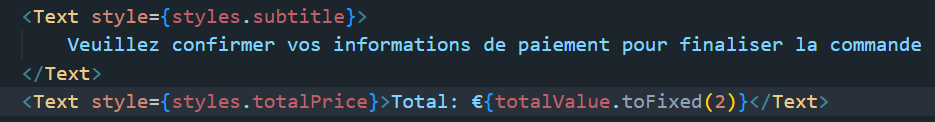 <Text style={styles.subtitle}>
Veuillez confirmer vos informations de paiement pour finaliser la commande
</Text>
<Text style={styles.totalPrice}>Total: €{totalValue.toFixed(2)}</Text>